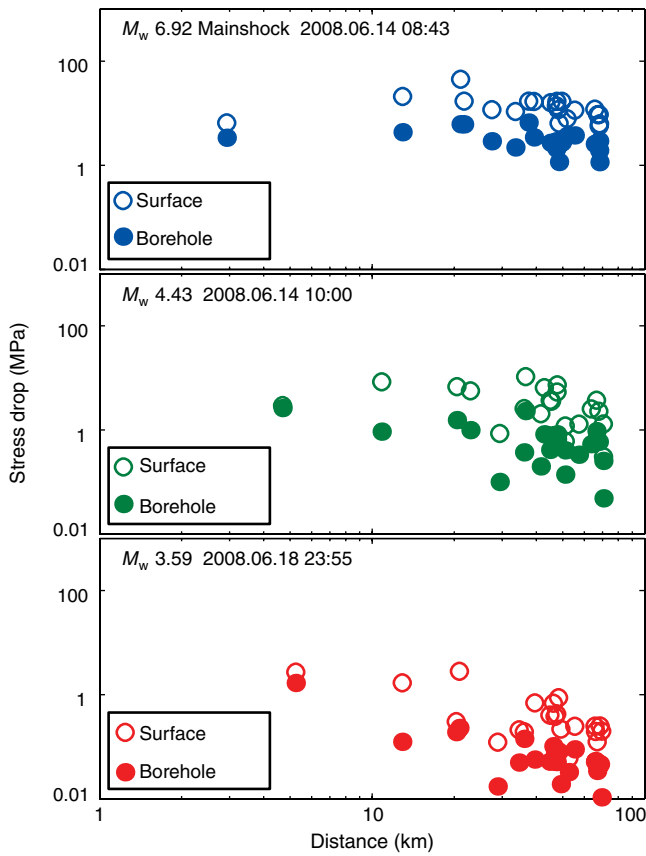 Mw 6.92 Mainshock 2008.06.14 08:43
100
1
0.01
Surface
Borehole
Mw 4.43 2008.06.14 10:00
100
1
0.01
Surface
Borehole
Stress drop (MPa)
Mw 3.59 2008.06.18 23:55
100
1
0.01
Surface
Borehole
1 10 100
Distance (km)